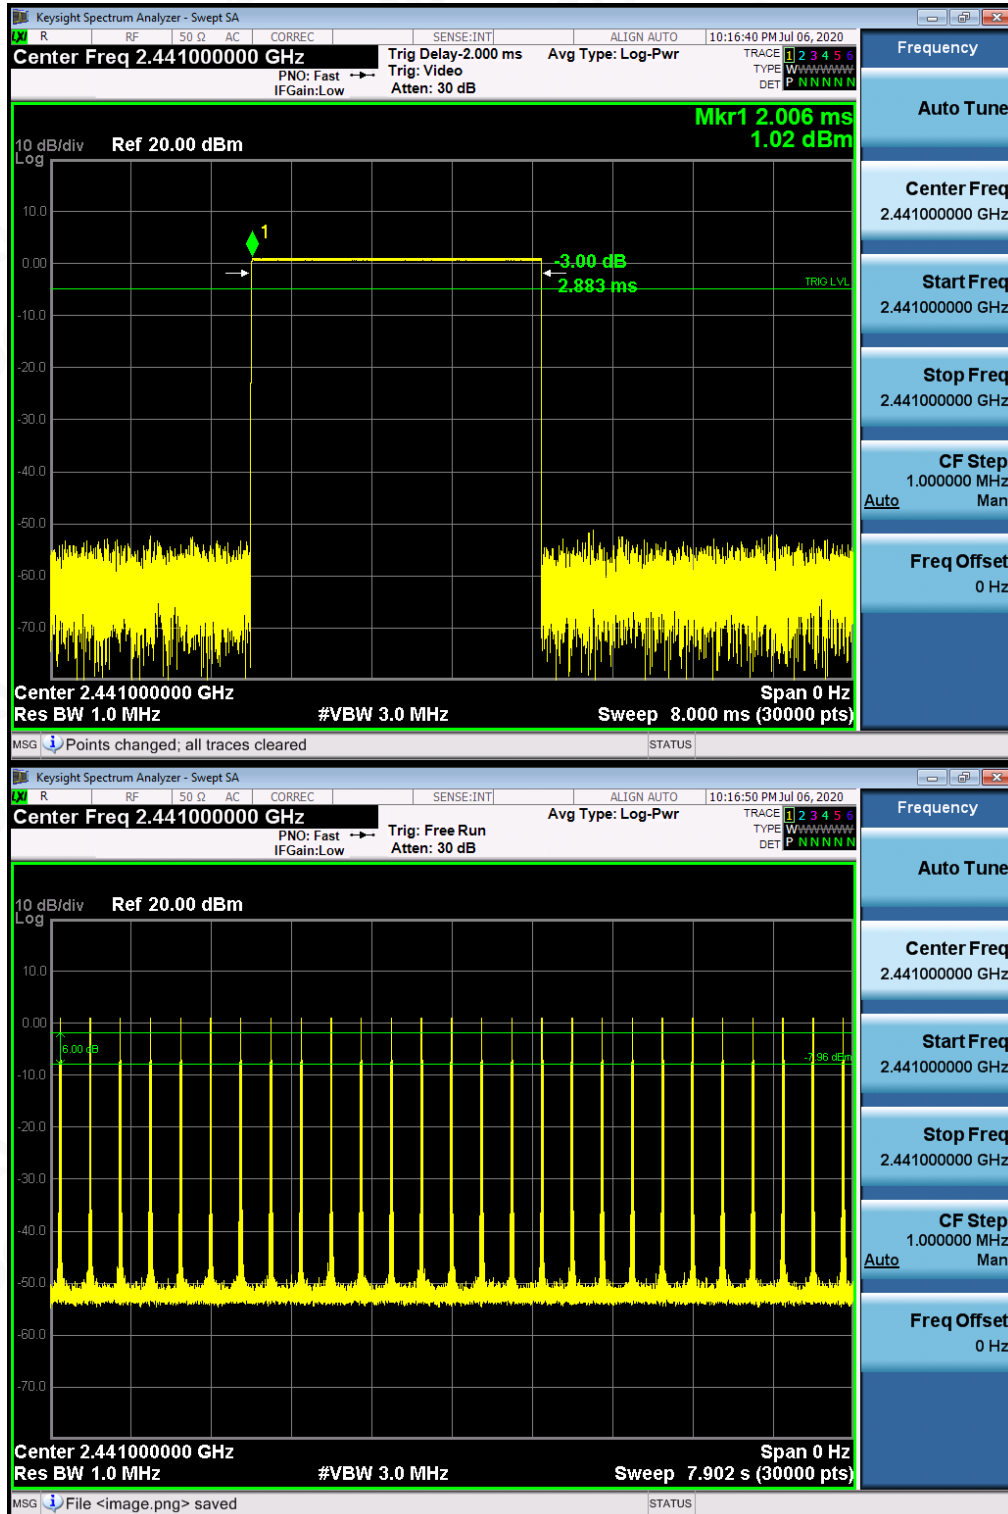 Keysight Spectrum Analyzer - Swept SA
LXI R RF 50 Ω AC CORREC SENSE:INT ALIGN AUTO 10:16:40 PM Jul 06, 2020
Center Freq 2.441000000 GHz
PNO: Fast
IFGain:Low
Trig Delay-2.000 ms
Trig: Video
Atten: 30 dB
Avg Type: Log-Pwr
TRACE 1 2 3 4 5 6
TYPE WWWWWW
DET P N N N N N
Frequency
Auto Tune
Center Freq
2.441000000 GHz
Start Freq
2.441000000 GHz
Stop Freq
2.441000000 GHz
CF Step
1.000000 MHz
Auto Man
Freq Offset
0 Hz
Mkr1 2.006 ms
1.02 dBm
10 dB/div Ref 20.00 dBm
Log
10.0
1
0.00
-3.00 dB
2.883 ms
TRIG LVL
-10.0
-20.0
-30.0
-40.0
-50.0
-60.0
-70.0
Center 2.441000000 GHz Span 0 Hz
Res BW 1.0 MHz #VBW 3.0 MHz Sweep 8.000 ms (30000 pts)
MSG Points changed; all traces cleared STATUS
Keysight Spectrum Analyzer - Swept SA
LXI R RF 50 Ω AC CORREC SENSE:INT ALIGN AUTO 10:16:50 PM Jul 06, 2020
Center Freq 2.441000000 GHz
PNO: Fast
IFGain:Low
Trig: Free Run
Atten: 30 dB
Avg Type: Log-Pwr
TRACE 1 2 3 4 5 6
TYPE WWWWWW
DET P N N N N N
Frequency
Auto Tune
Center Freq
2.441000000 GHz
Start Freq
2.441000000 GHz
Stop Freq
2.441000000 GHz
CF Step
1.000000 MHz
Auto Man
Freq Offset
0 Hz
10 dB/div Ref 20.00 dBm
Log
10.0
0.00
6.00 dB
-7.96 dBm
-10.0
-20.0
-30.0
-40.0
-50.0
-60.0
-70.0
Center 2.441000000 GHz Span 0 Hz
Res BW 1.0 MHz #VBW 3.0 MHz Sweep 7.902 s (30000 pts)
MSG File <image.png> saved STATUS